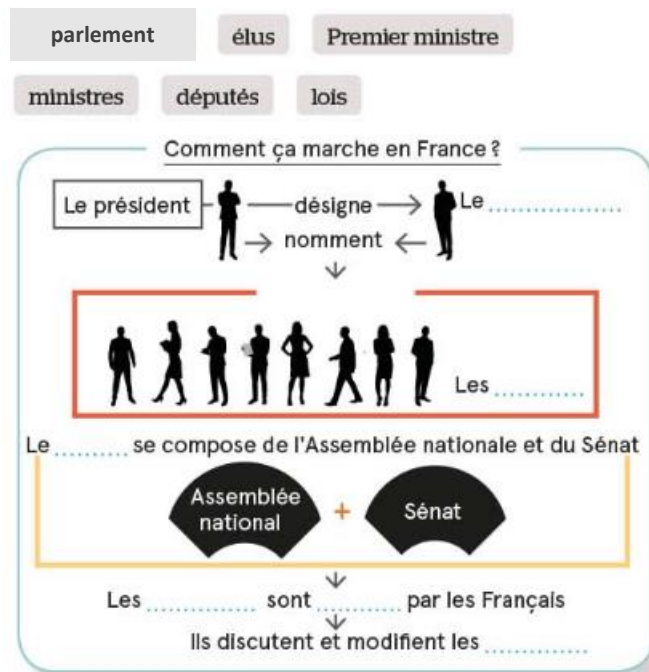 parlement élus Premier ministre
ministres députés lois
Comment ça marche en France ?
Le président désigne Le ....................
nomment
Les ..............
Le .......... se compose de l'Assemblée nationale et du Sénat
Assemblée
national + Sénat
Les ................ sont ............. par les Français
Ils discutent et modifient les ................